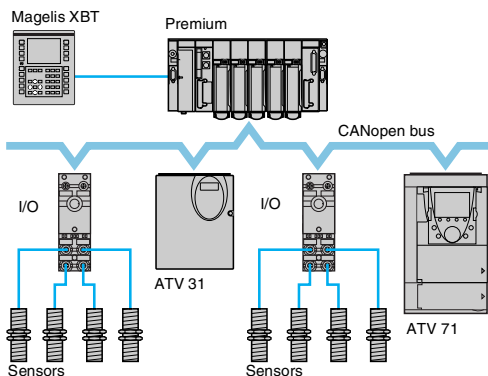 Magelis XBT
Premium
CANopen bus
I/O
I/O
ATV 31
ATV 71
Sensors
Sensors